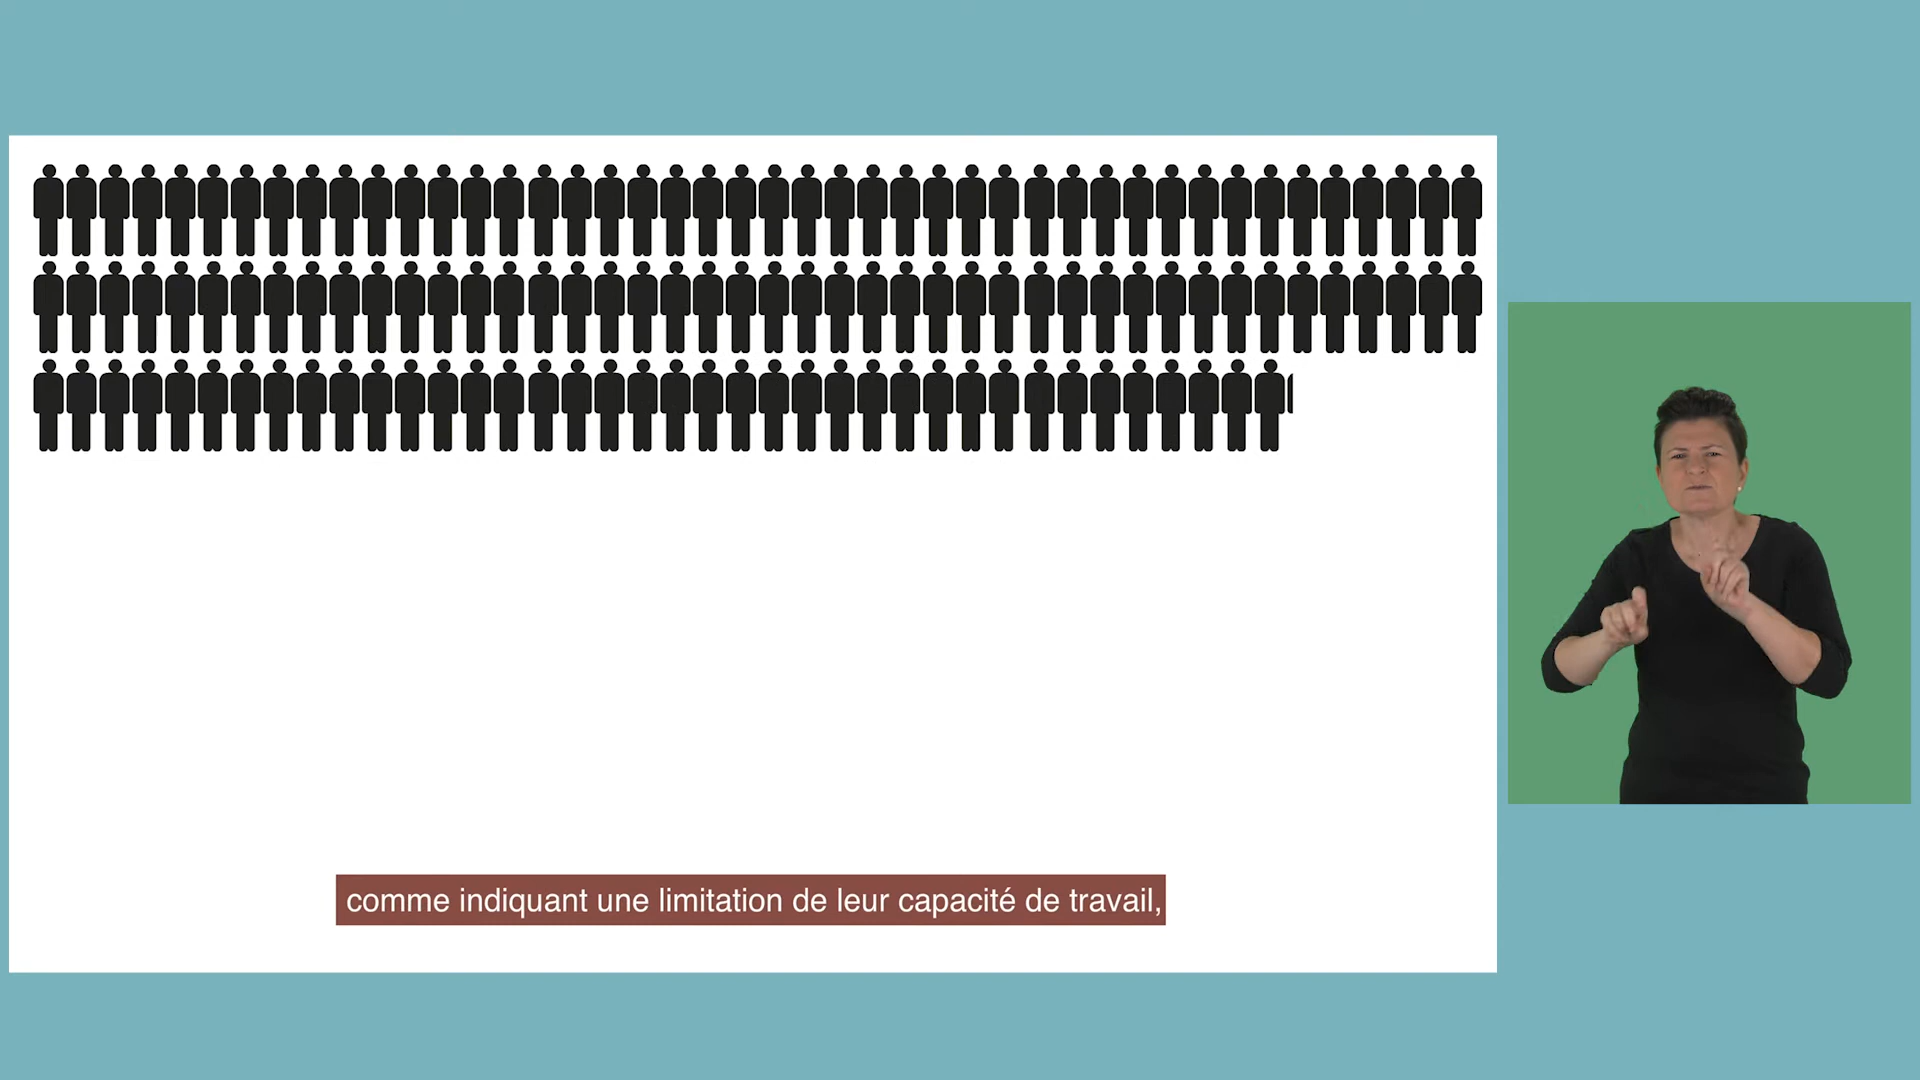 comme indiquant une limitation de leur capacité de travail,